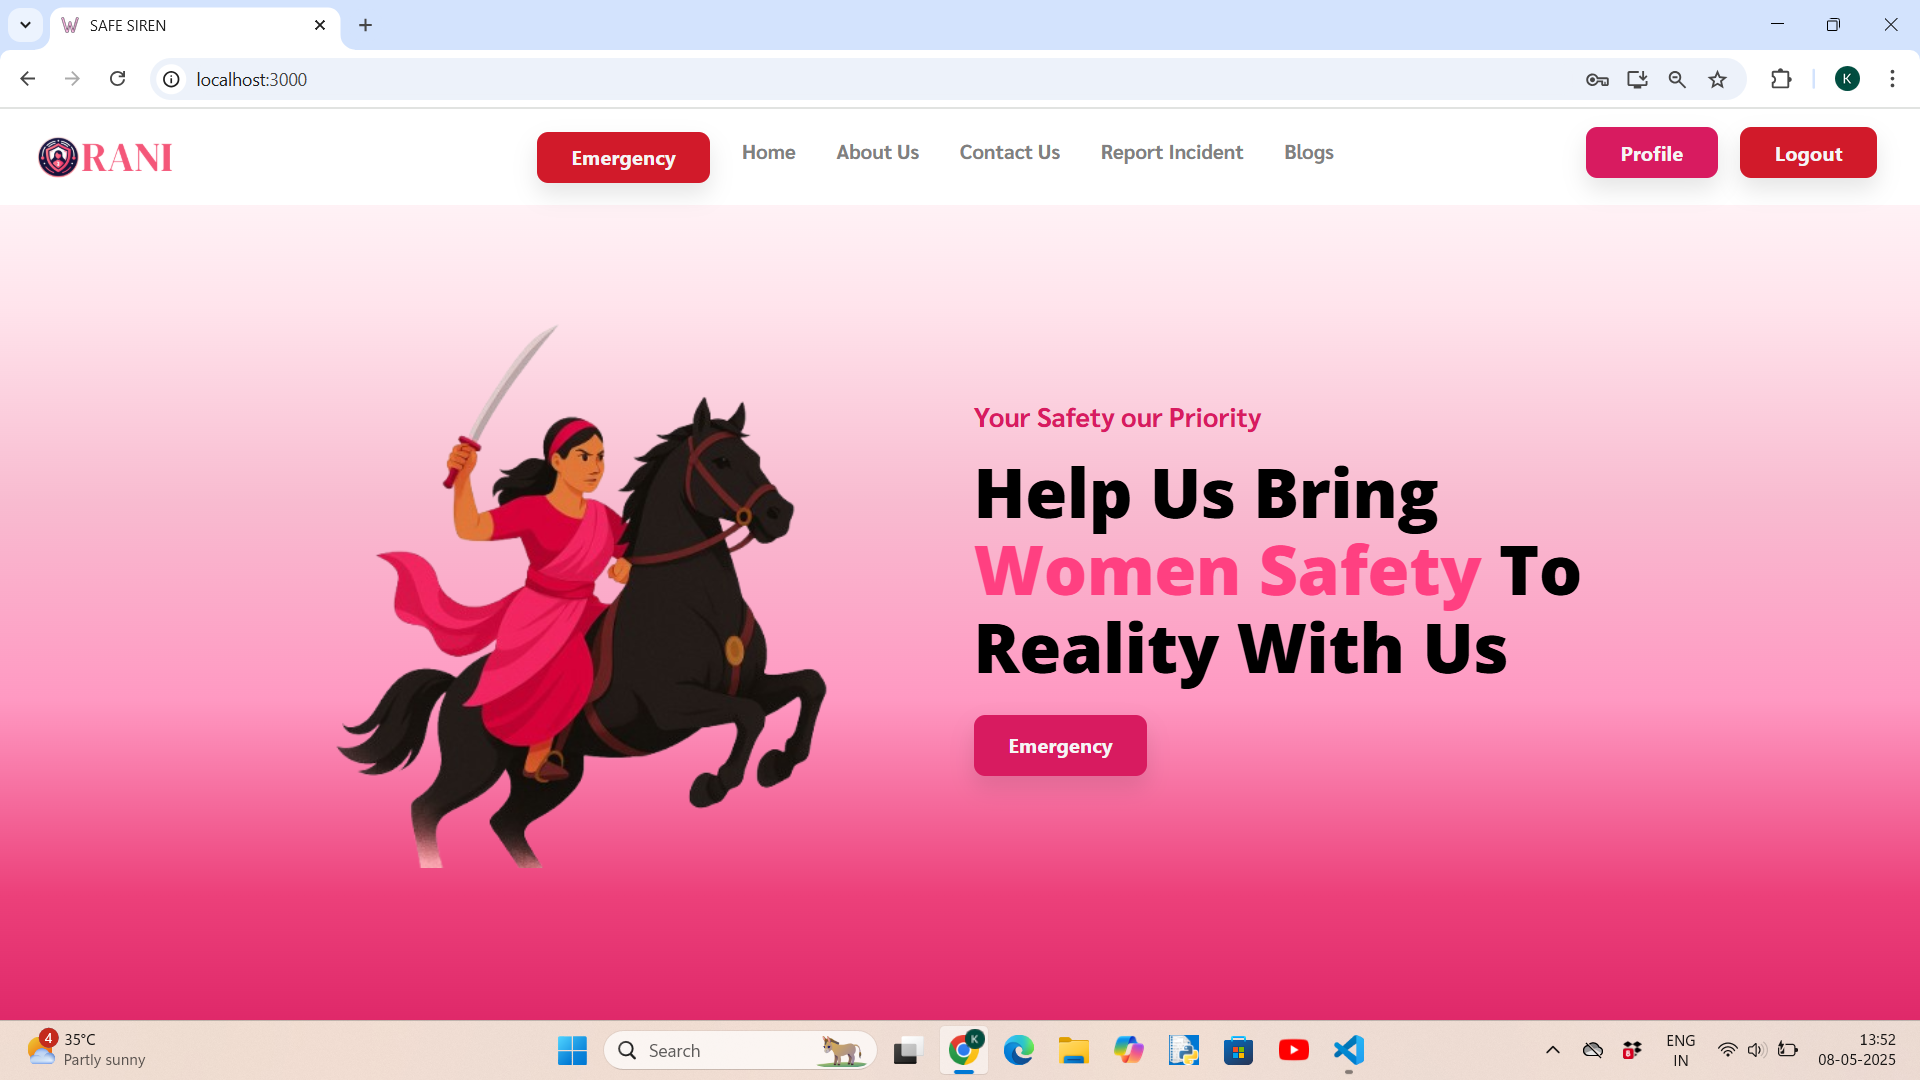 SAFE SIREN
localhost:3000
K
RANI
Emergency
Home
About Us
Contact Us
Report Incident
Blogs
Profile
Logout
Your Safety our Priority
Help Us Bring
Women Safety To
Reality With Us
Emergency
4
35°C
Partly sunny
Search
K
8
ENG
IN
13:52
08-05-2025